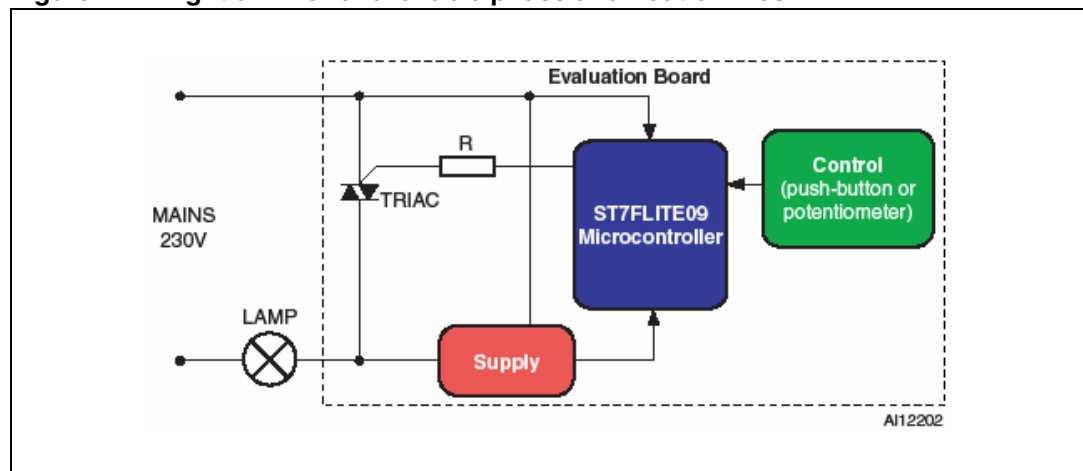 Evaluation Board
R
TRIAC
MAINS
230V
LAMP
ST7FLITE09
Microcontroller
Control
(push-button or
potentiometer)
Supply
AI12202